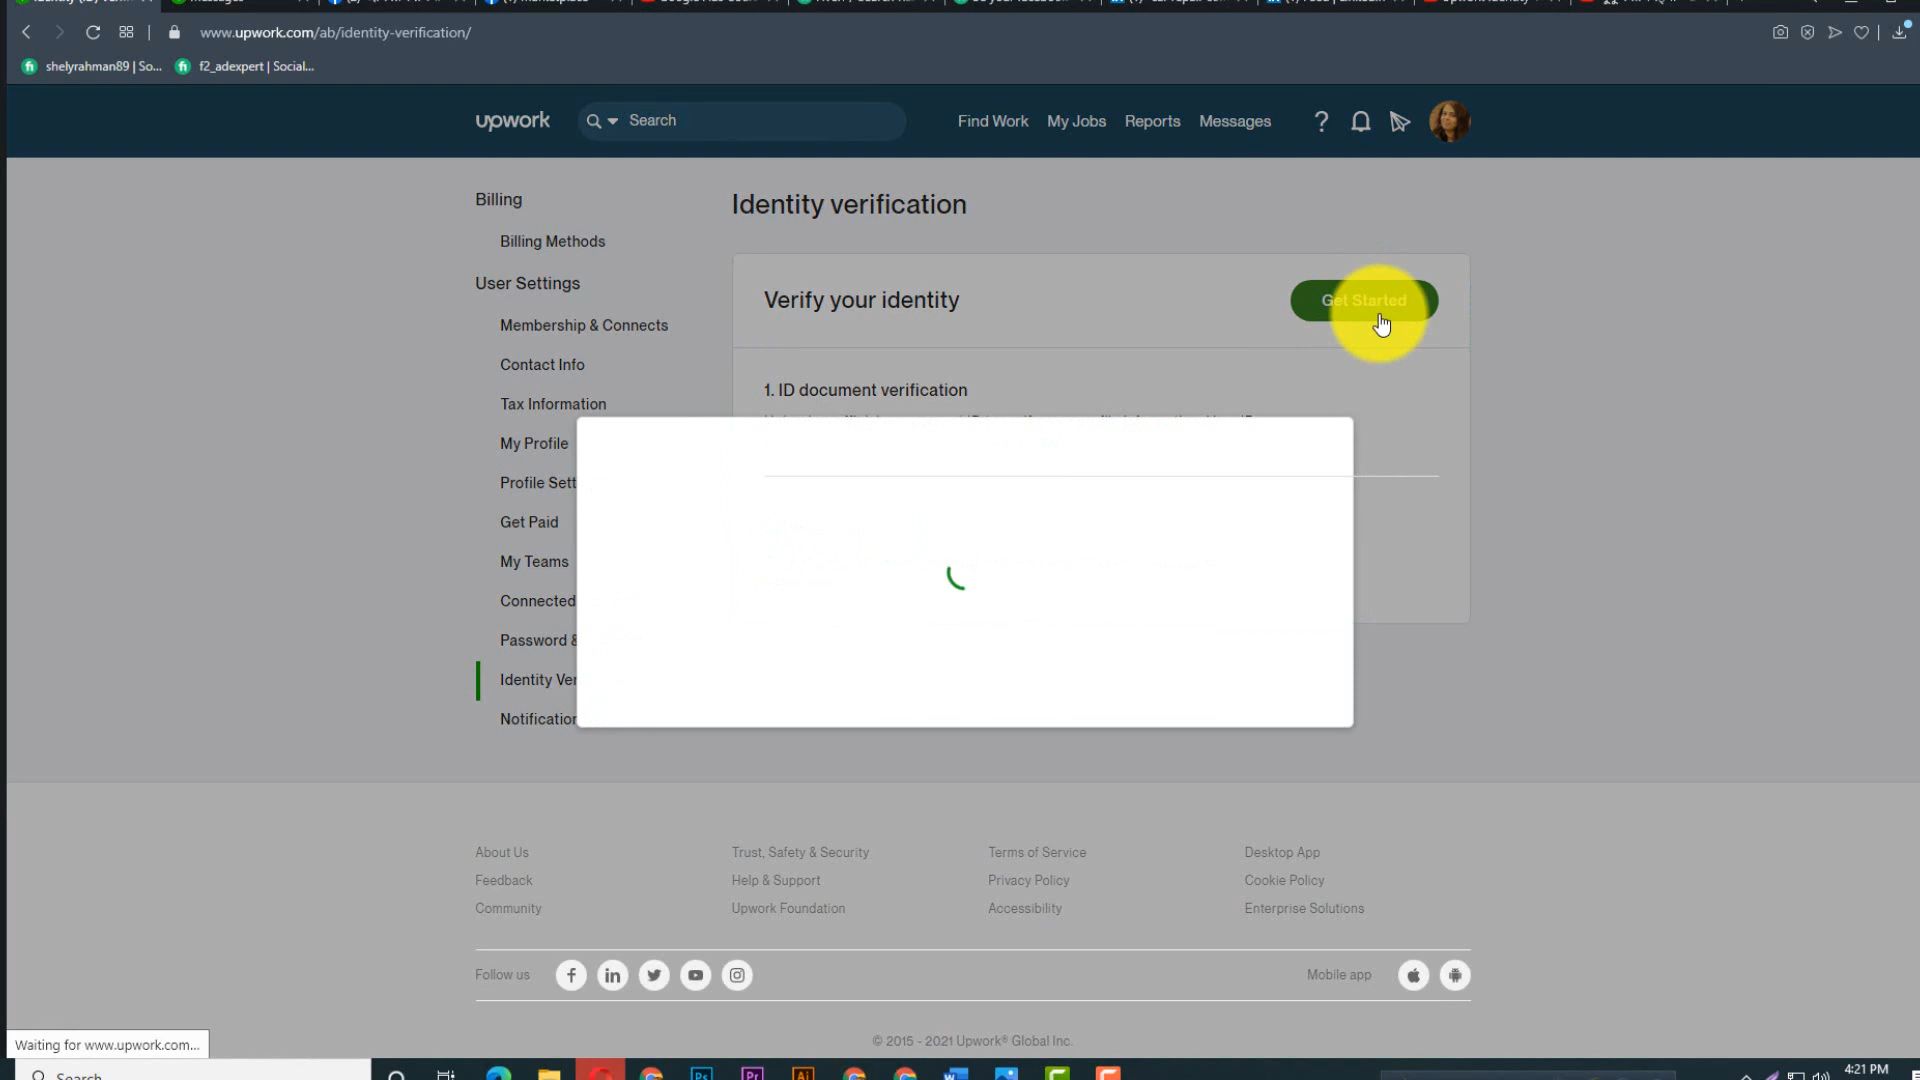 www.upwork.com/ab/identity-verification/
shelyrahman89 | So...
f2_adexpert | Social...
upwork
Search
Find Work
My Jobs
Reports
Messages
Billing
Billing Methods
User Settings
Membership & Connects
Contact Info
Tax Information
My Profile
Profile Sett
Get Paid
My Teams
Connected
Password &
Identity Ver
Notification
Identity verification
Verify your identity
Get Started
1. ID document verification
About Us
Feedback
Community
Trust, Safety & Security
Help & Support
Upwork Foundation
Terms of Service
Privacy Policy
Accessibility
Desktop App
Cookie Policy
Enterprise Solutions
Follow us
Mobile app
© 2015 - 2021 Upwork® Global Inc.
Waiting for www.upwork.com...
Search
4:21 PM